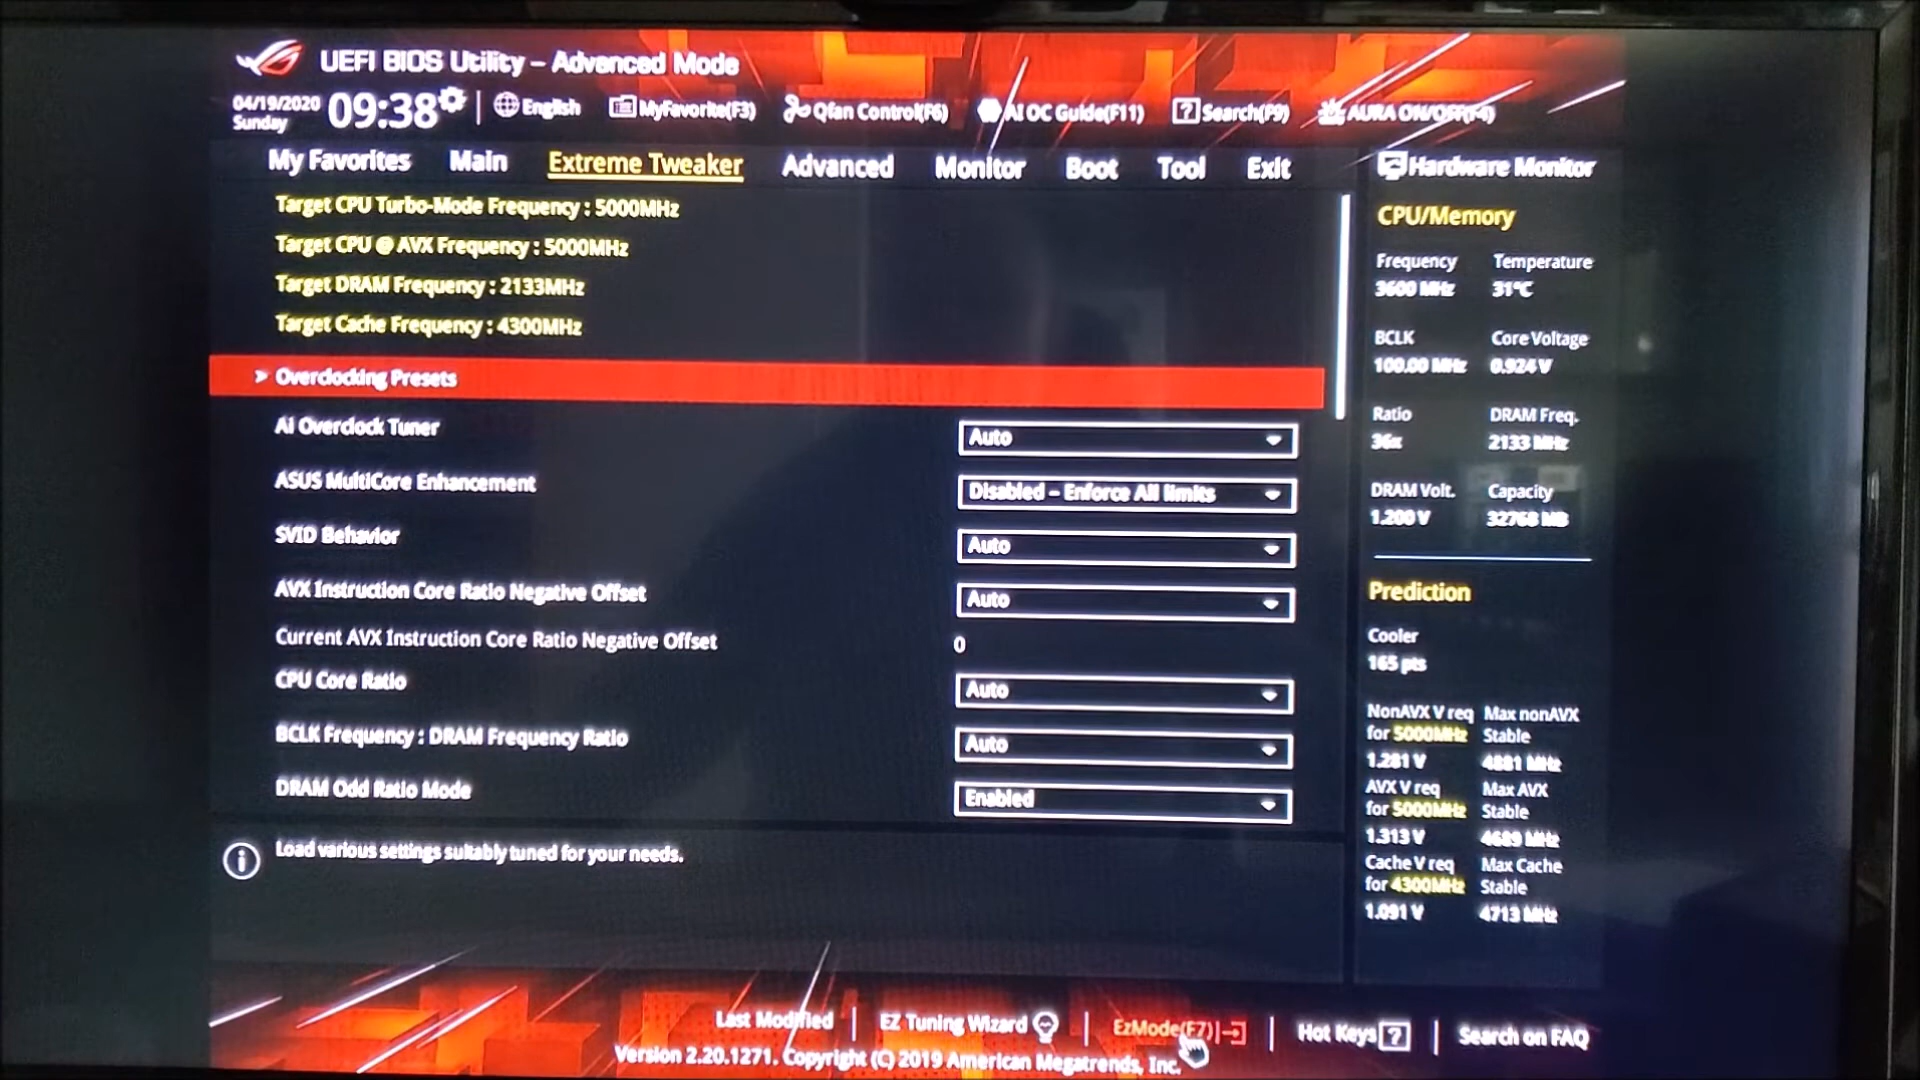 UEFI BIOS Utility – Advanced Mode
04/19/2020
Sunday
09:38
English
MyFavorite(F3)
Qfan Control(F6)
AI OC Guide(F11)
? Search(F9)
AURA ON/OFF(F4)
My Favorites
Main
Extreme Tweaker
Advanced
Monitor
Boot
Tool
Exit
Target CPU Turbo-Mode Frequency : 5000MHz
Target CPU @ AVX Frequency : 5000MHz
Target DRAM Frequency : 2133MHz
Target Cache Frequency : 4300MHz
> Overclocking Presets
AI Overclock Tuner
Auto
ASUS MultiCore Enhancement
Disabled – Enforce All limits
SVID Behavior
Auto
AVX Instruction Core Ratio Negative Offset
Auto
Current AVX Instruction Core Ratio Negative Offset
0
CPU Core Ratio
Auto
BCLK Frequency : DRAM Frequency Ratio
Auto
DRAM Odd Ratio Mode
Enabled
i Load various settings suitably tuned for your needs.
Hardware Monitor
CPU/Memory
Frequency Temperature
3600 MHz 31°C
BCLK Core Voltage
100.00 MHz 0.924 V
Ratio DRAM Freq.
36x 2133 MHz
DRAM Volt. Capacity
1.200 V 32768 MB
Prediction
Cooler
165 pts
NonAVX V req Max nonAVX
for 5000MHz Stable
1.281 V 4881 MHz
AVX V req Max AVX
for 5000MHz Stable
1.313 V 4689 MHz
Cache V req Max Cache
for 4300MHz Stable
1.091 V 4713 MHz
Last Modified
EZ Tuning Wizard
EzMode(F7)
Hot Keys ?
Search on FAQ
Version 2.20.1271. Copyright (C) 2019 American Megatrends, Inc.